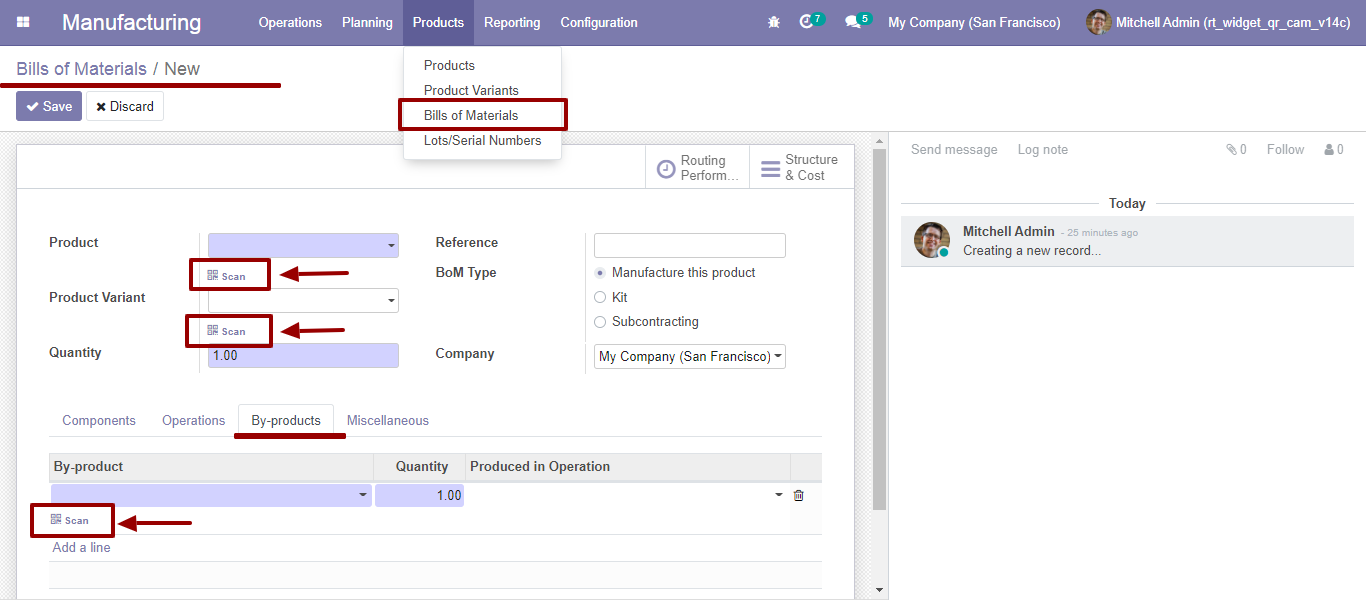 Manufacturing Operations Planning Products Reporting Configuration 7 5 My Company (San Francisco) Mitchell Admin (rt_widget_qr_cam_v14c)
Products
Product Variants
Bills of Materials
Lots/Serial Numbers
Bills of Materials / New
Save Discard
Routing
Perform...
Structure
& Cost
Product
Scan
Product Variant
Scan
Quantity 1.00
Reference
BoM Type Manufacture this product
Kit
Subcontracting
Company My Company (San Francisco)
Components Operations By-products Miscellaneous
By-product Quantity Produced in Operation
1.00
Scan
Add a line
Send message Log note 0 Follow 0
Today
Mitchell Admin - 25 minutes ago
Creating a new record...